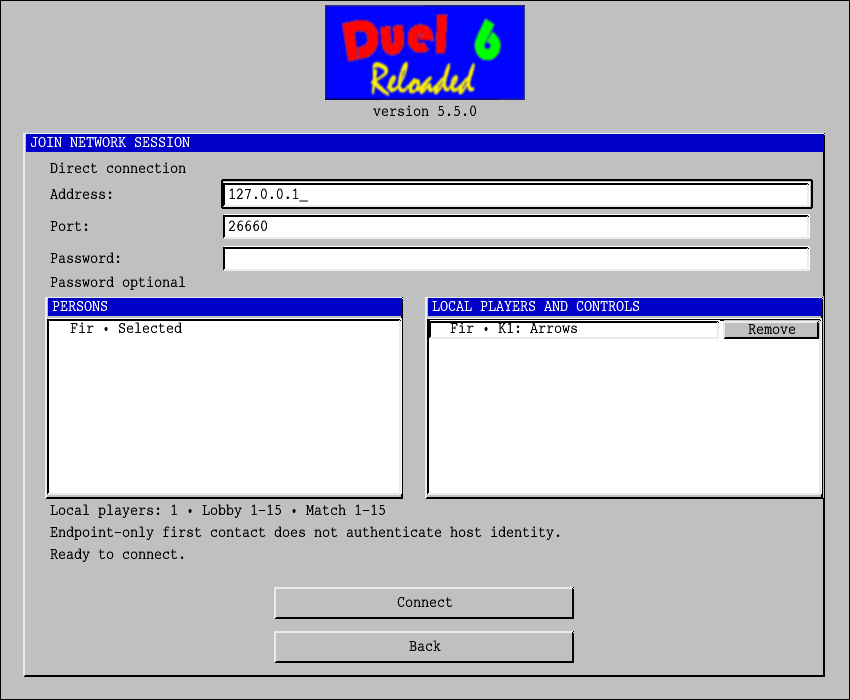 Duel 6
Reloaded
version 5.5.0
JOIN NETWORK SESSION
Direct connection
Address: 127.0.0.1_
Port: 26660
Password:
Password optional
PERSONS
Fir • Selected
LOCAL PLAYERS AND CONTROLS
Fir • K1: Arrows Remove
Local players: 1 • Lobby 1-15 • Match 1-15
Endpoint-only first contact does not authenticate host identity.
Ready to connect.
Connect
Back